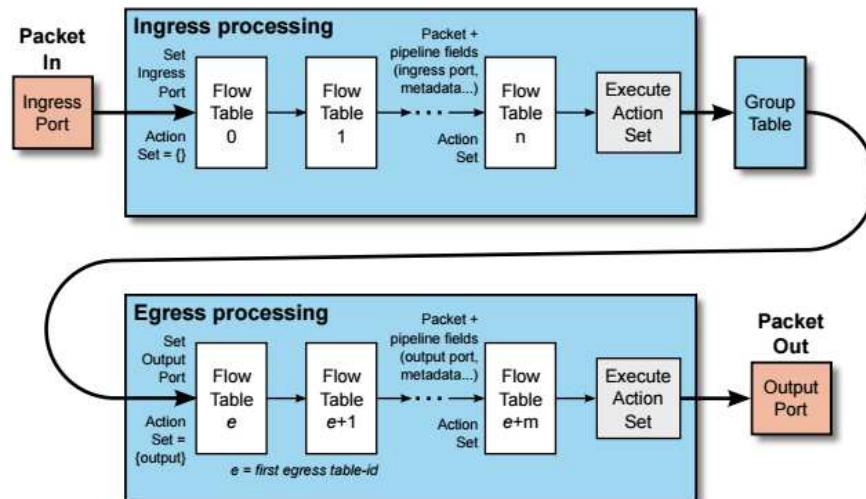 Ingress processing
Packet
In
Ingress
Port
Set
Ingress
Port
Action
Set = {}
Flow
Table
0
Flow
Table
1
Packet +
pipeline fields
(ingress port,
metadata...)
Action
Set
Flow
Table
n
Execute
Action
Set
Group
Table
Egress processing
Set
Output
Port
Action
Set =
{output}
Flow
Table
e
Flow
Table
e+1
e = first egress table-id
Packet +
pipeline fields
(output port,
metadata...)
Action
Set
Flow
Table
e+m
Execute
Action
Set
Packet
Out
Output
Port